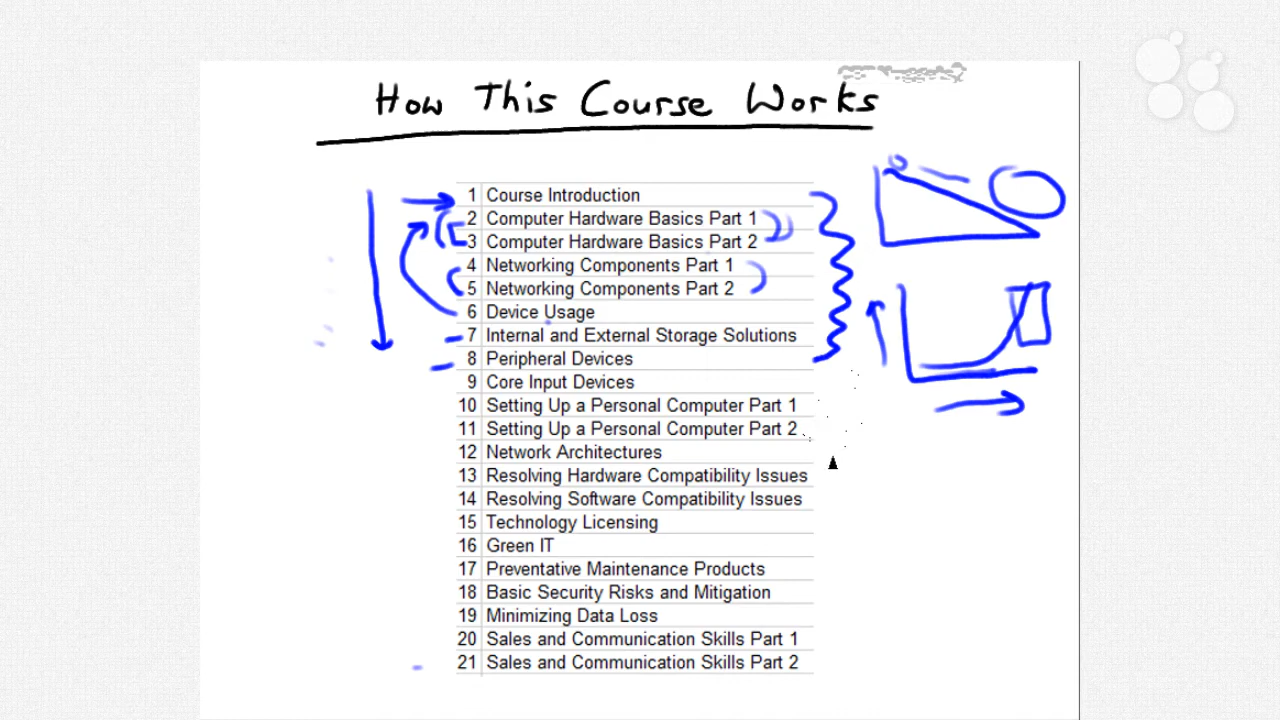 How This Course Works
1 Course Introduction
2 Computer Hardware Basics Part 1
3 Computer Hardware Basics Part 2
4 Networking Components Part 1
5 Networking Components Part 2
6 Device Usage
7 Internal and External Storage Solutions
8 Peripheral Devices
9 Core Input Devices
10 Setting Up a Personal Computer Part 1
11 Setting Up a Personal Computer Part 2
12 Network Architectures
13 Resolving Hardware Compatibility Issues
14 Resolving Software Compatibility Issues
15 Technology Licensing
16 Green IT
17 Preventative Maintenance Products
18 Basic Security Risks and Mitigation
19 Minimizing Data Loss
20 Sales and Communication Skills Part 1
21 Sales and Communication Skills Part 2